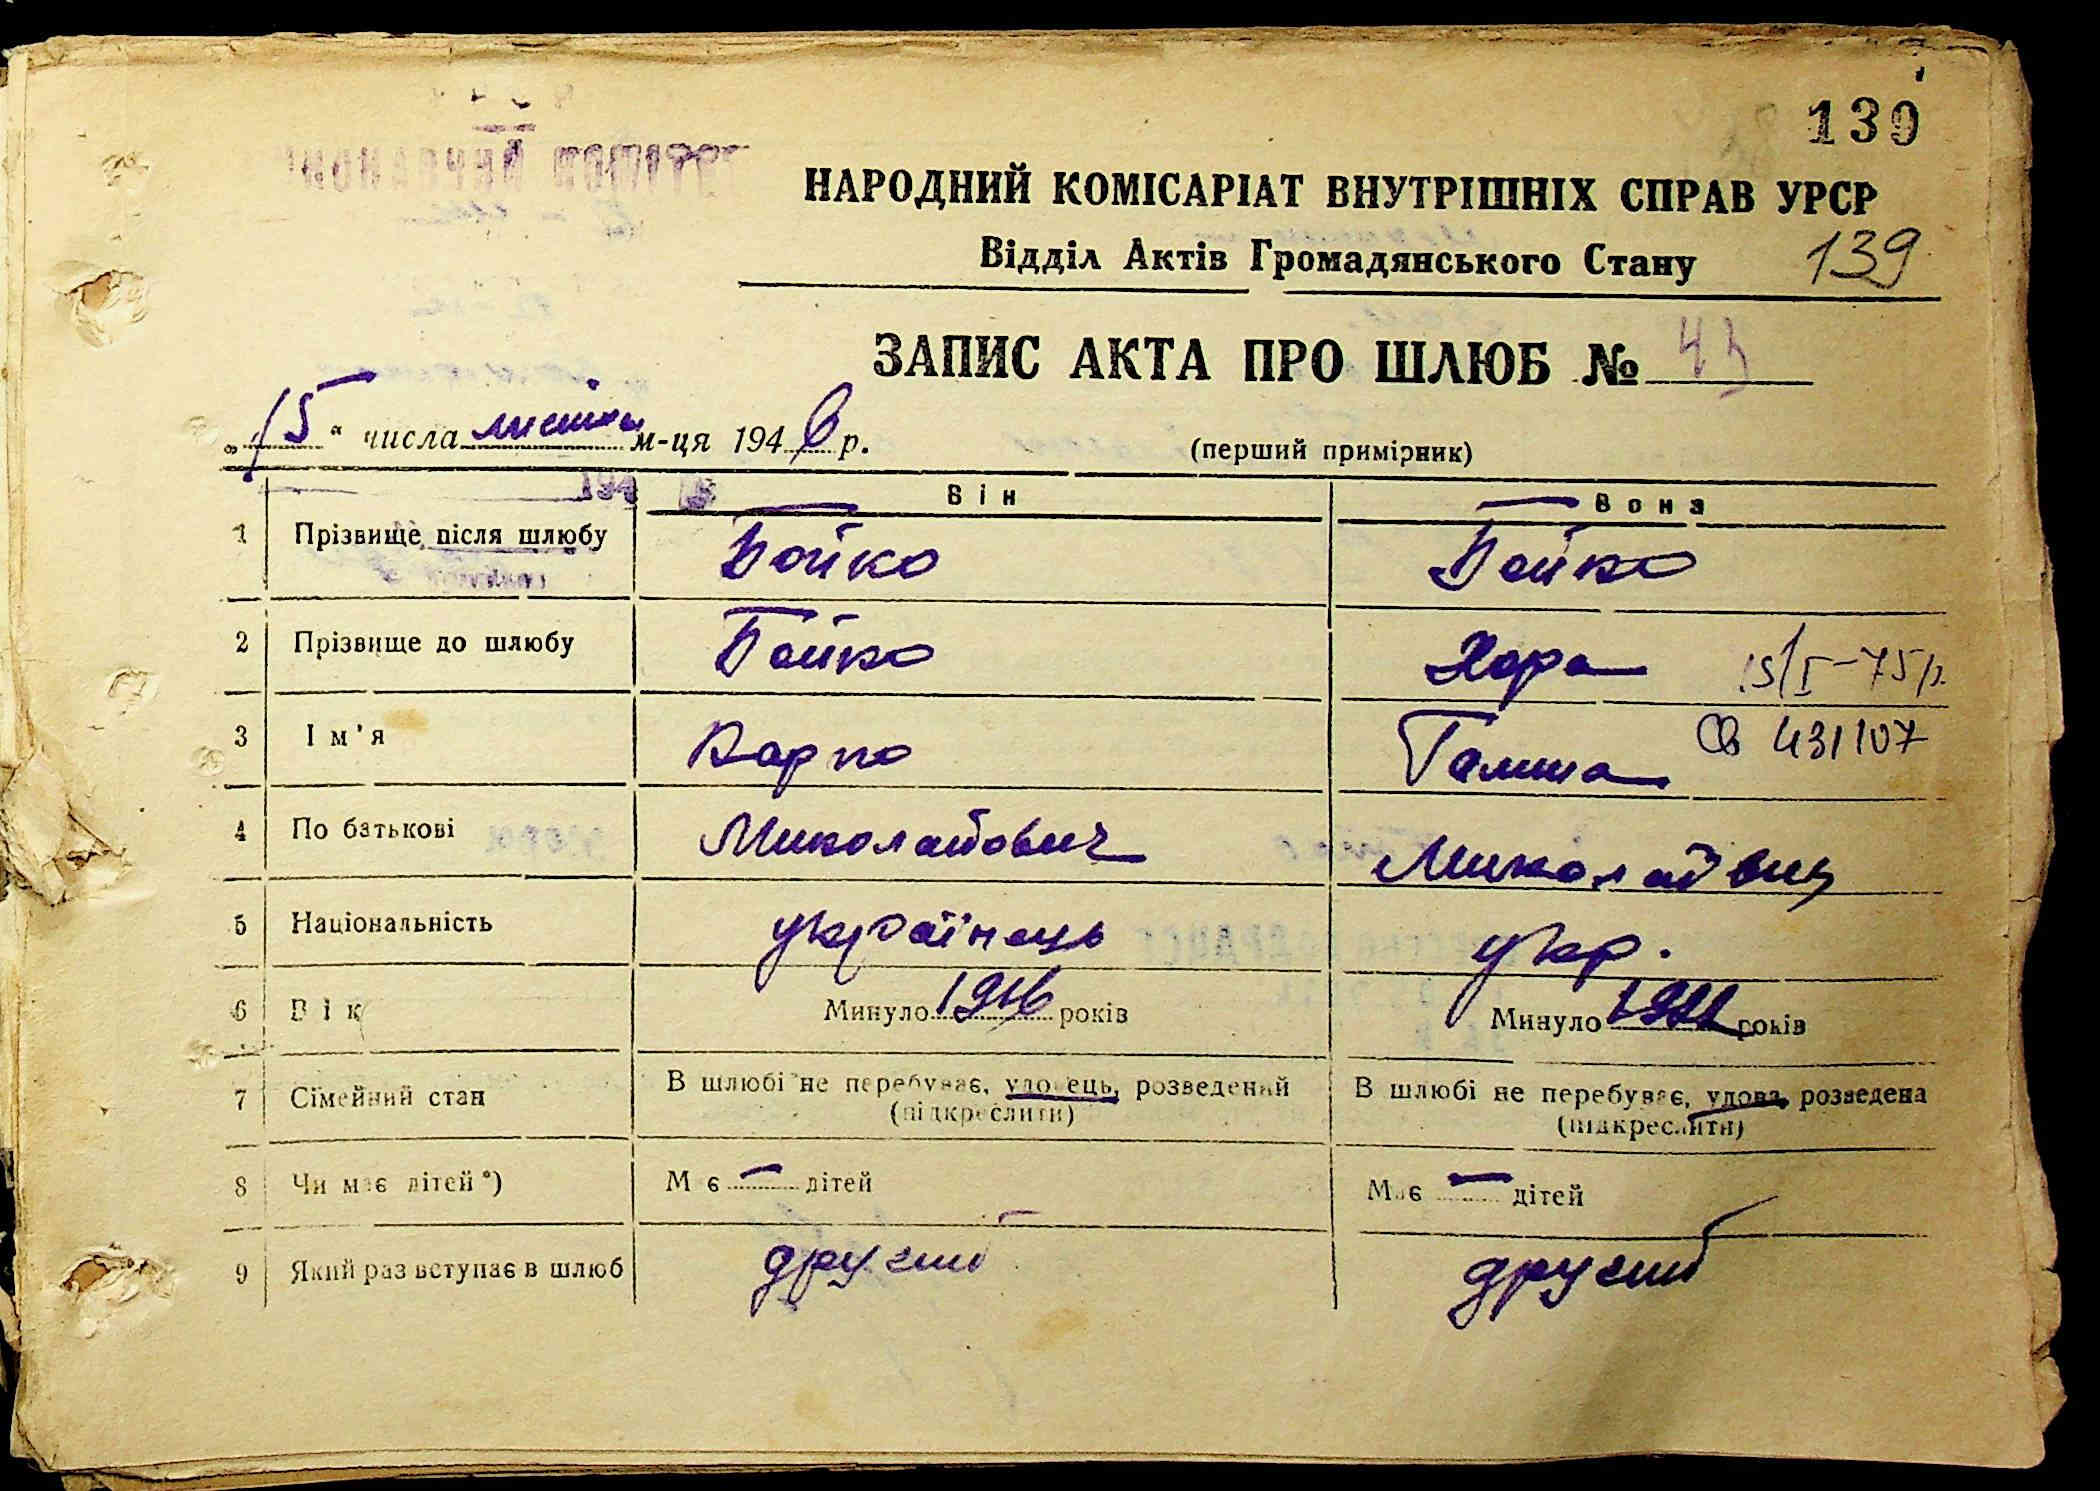 139
НАРОДНИЙ КОМІСАРІАТ ВНУТРІШНІХ СПРАВ УРСР
Відділ Актів Громадянського Стану 139
ЗАПИС АКТА ПРО ШЛЮБ № 43
„15“ числа м-ця 1946 р. (перший примірник)
Він Вона
1 Прізвище після шлюбу Бойко Бойко
2 Прізвище до шлюбу Бойко Хора 15/I-75р.
3 Ім'я Карпо Галина 431107
4 По батькові Миколайович
5 Національність українець укр.
6 Вік Минуло 1916 років Минуло років
7 Сімейний стан В шлюбі не перебуває, удовець, розведений В шлюбі не перебуває, удова, розведена
(підкреслити) (підкреслити)
8 Чи має дітей*) Має — дітей Має — дітей
9 Який раз вступає в шлюб другий другий